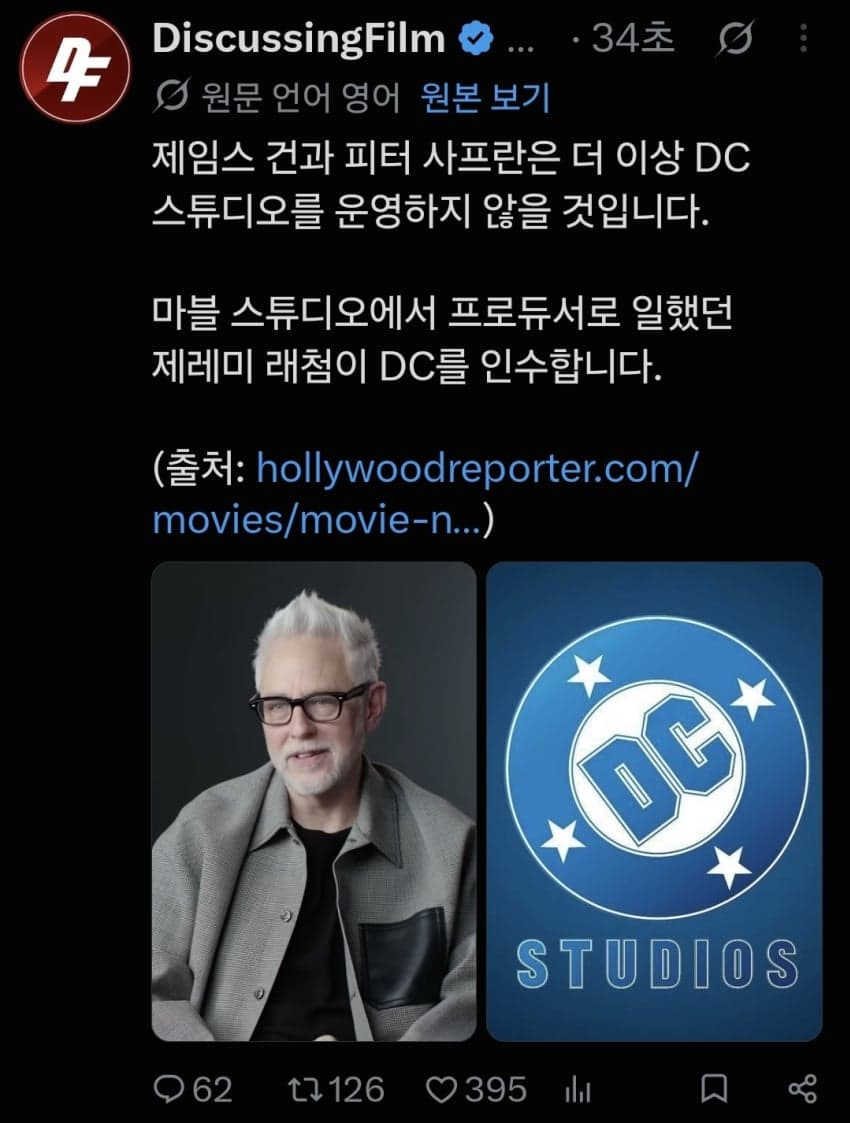 DF
DiscussingFilm ... · 34초
원문 언어 영어 원본 보기
제임스 건과 피터 사프란은 더 이상 DC
스튜디오를 운영하지 않을 것입니다.
마블 스튜디오에서 프로듀서로 일했던
제레미 래첨이 DC를 인수합니다.
(출처: hollywoodreporter.com/
movies/movie-n...)
DC
STUDIOS
62 126 395